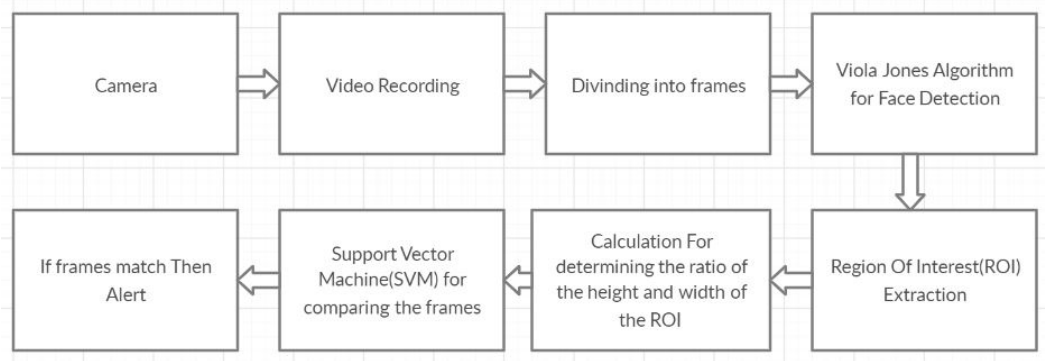 Camera
Video Recording
Divinding into frames
Viola Jones Algorithm
for Face Detection
Region Of Interest(ROI)
Extraction
Calculation For
determining the ratio of
the height and width of
the ROI
Support Vector
Machine(SVM) for
comparing the frames
If frames match Then
Alert